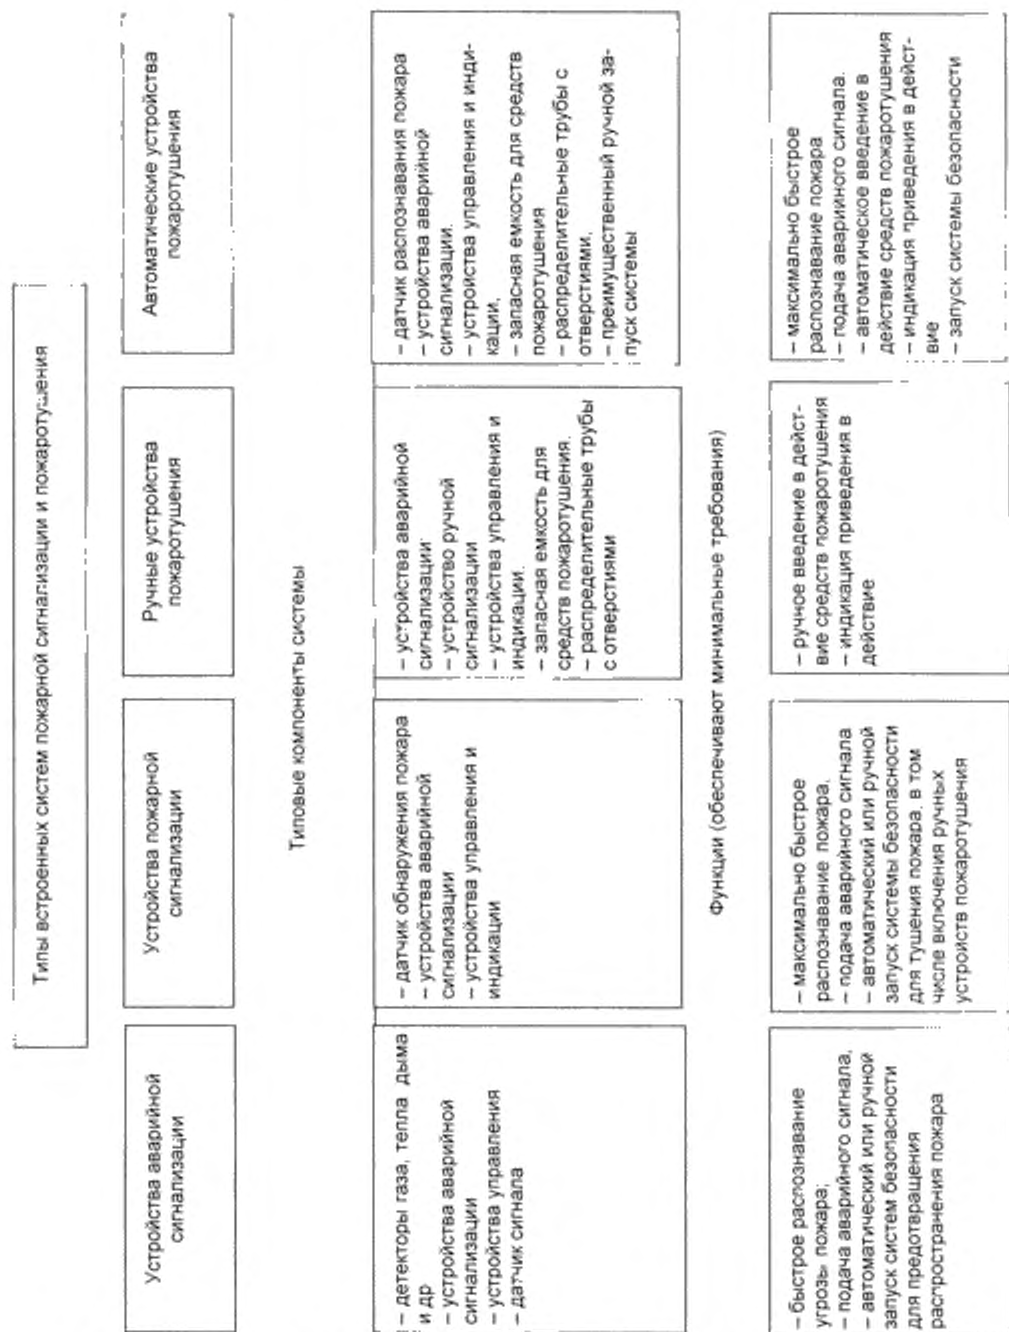 Типы встроенных систем пожарной сигнализации и пожаротушения
Устройства аварийной
сигнализации
Устройства пожарной
сигнализации
Ручные устройства
пожаротушения
Автоматические устройства
пожаротушения
Типовые компоненты системы
– детекторы газа, тепла дыма
и др
– устройства аварийной
сигнализации
– устройства управления
– датчик сигнала
– датчик обнаружения пожара
– устройства аварийной
сигнализации
– устройства управления и
индикации
– устройства аварийной
сигнализации
– устройство ручной
сигнализации
– устройства управления и
индикации.
– запасная емкость для
средств пожаротушения.
– распределительные трубы
с отверстиями
– датчик распознавания пожара
– устройства аварийной
сигнализации.
– устройства управления и инди-
кации,
– запасная емкость для средств
пожаротушения
– распределительные трубы с
отверстиями,
– преимущественный ручной за-
пуск системы
Функции (обеспечивают минимальные требования)
– быстрое распознавание
угрозы пожара;
– подача аварийного сигнала,
– автоматический или ручной
запуск систем безопасности
для предотвращения
распространения пожара
– максимально быстрое
распознавание пожара,
– подача аварийного сигнала
– автоматический или ручной
запуск системы безопасности
для тушения пожара, в том
числе включения ручных
устройств пожаротушения
– ручное введение в дейст-
вие средств пожаротушения
– индикация приведения в
действие
– максимально быстрое
распознавание пожара
– подача аварийного сигнала.
– автоматическое введение в
действие средств пожаротушения
– индикация приведения в дейст-
вие
– запуск системы безопасности